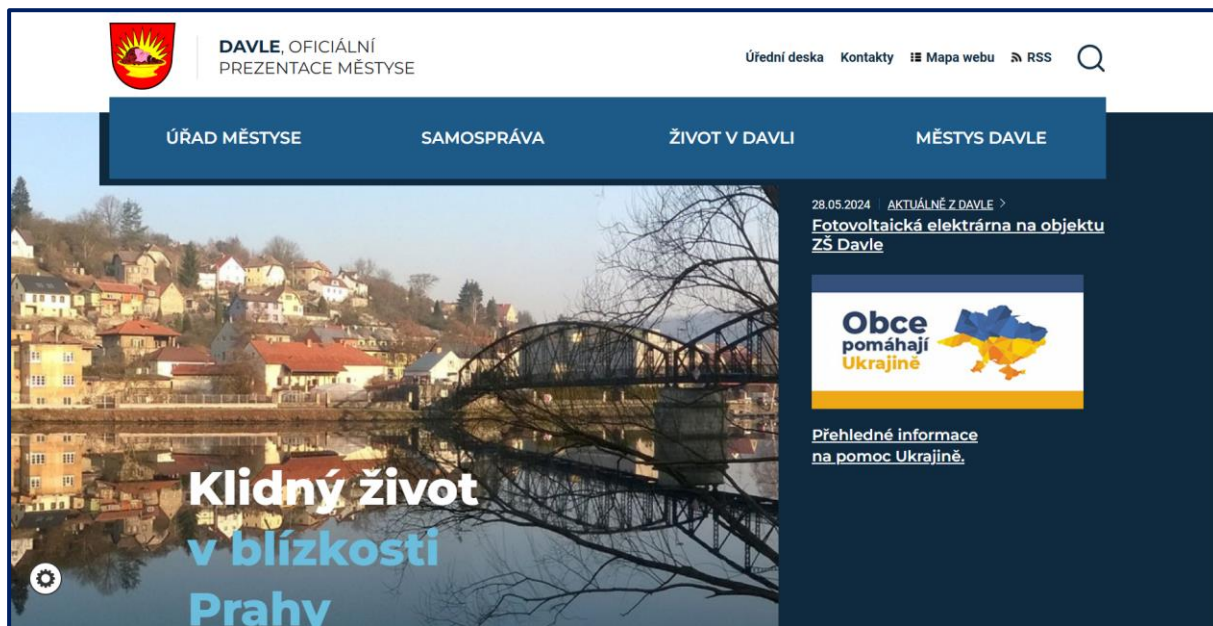 DAVLE, OFICIÁLNÍ
PREZENTACE MĚSTYSE
Úřední deska Kontakty Mapa webu RSS
ÚŘAD MĚSTYSE SAMOSPRÁVA ŽIVOT V DAVLI MĚSTYS DAVLE
28.05.2024 AKTUÁLNĚ Z DAVLE
Fotovoltaická elektrárna na objektu
ZŠ Davle
Obce
pomáhají
Ukrajině
Přehledné informace
na pomoc Ukrajině.
Klidný život
v blízkosti
Prahy